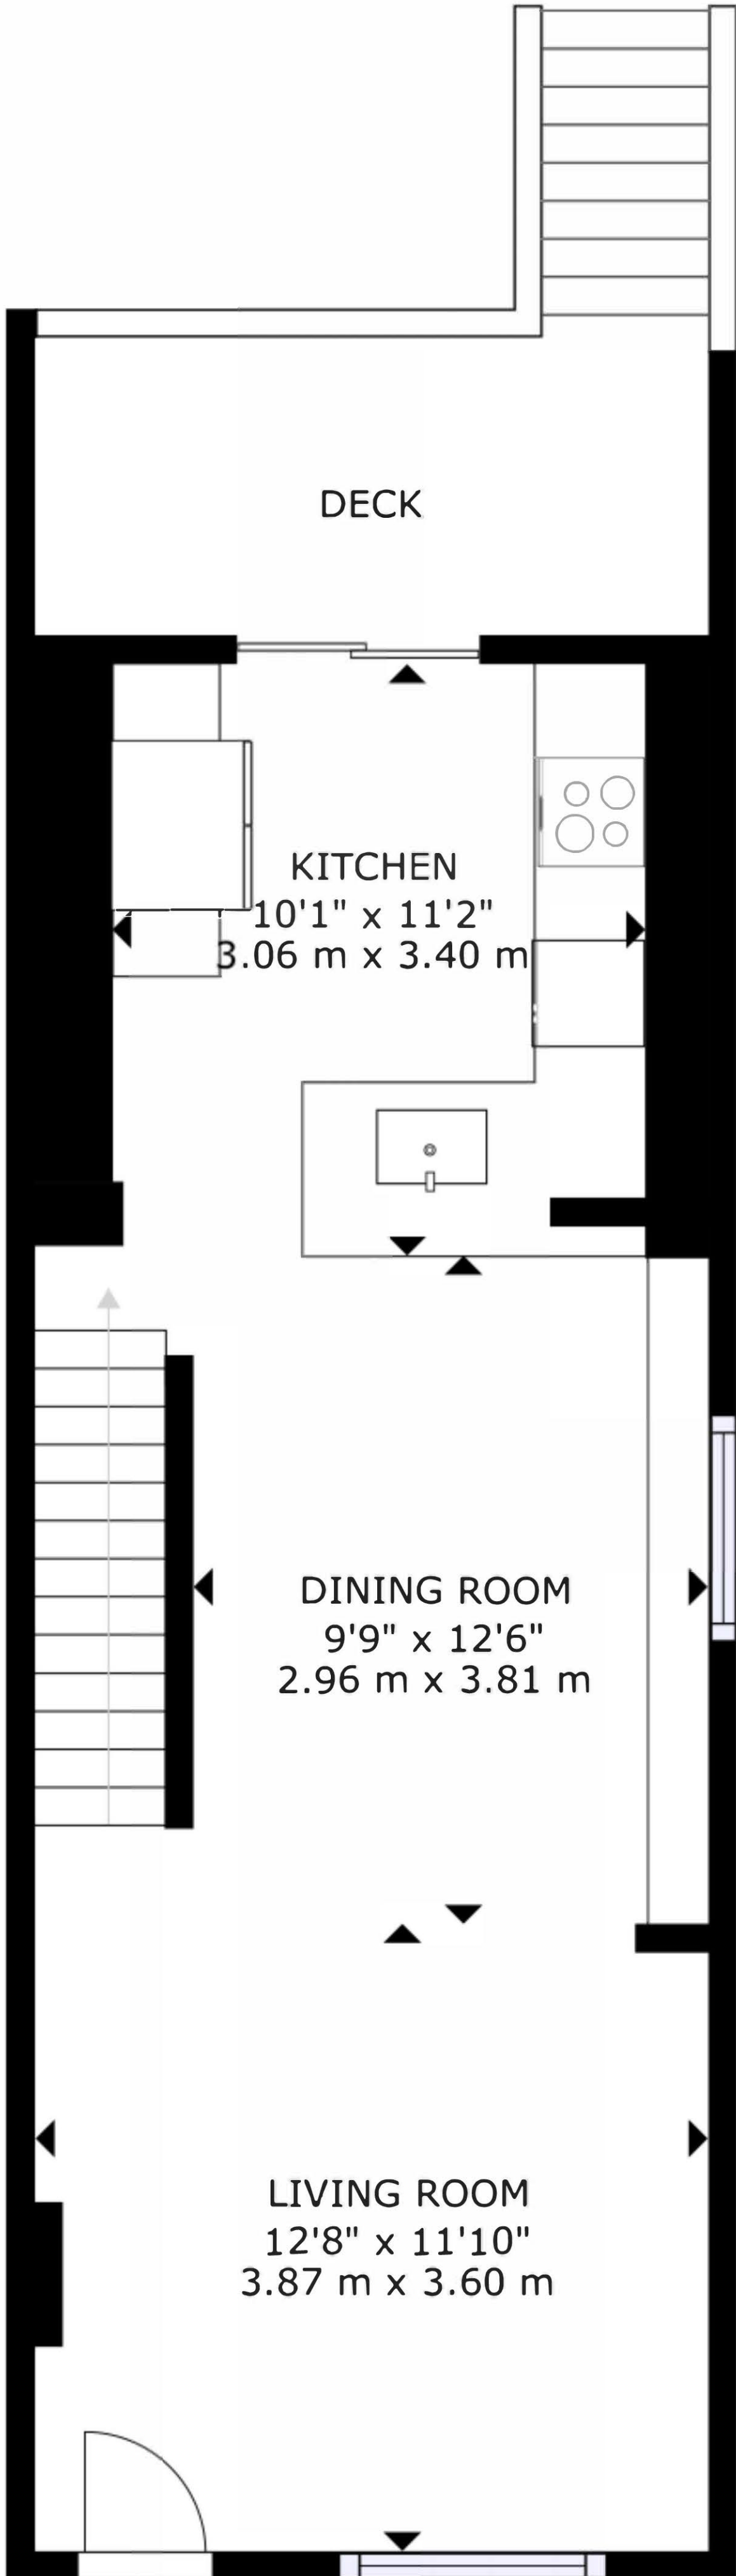 DECK
KITCHEN
10'1" x 11'2"
3.06 m x 3.40 m
DINING ROOM
9'9" x 12'6"
2.96 m x 3.81 m
LIVING ROOM
12'8" x 11'10"
3.87 m x 3.60 m